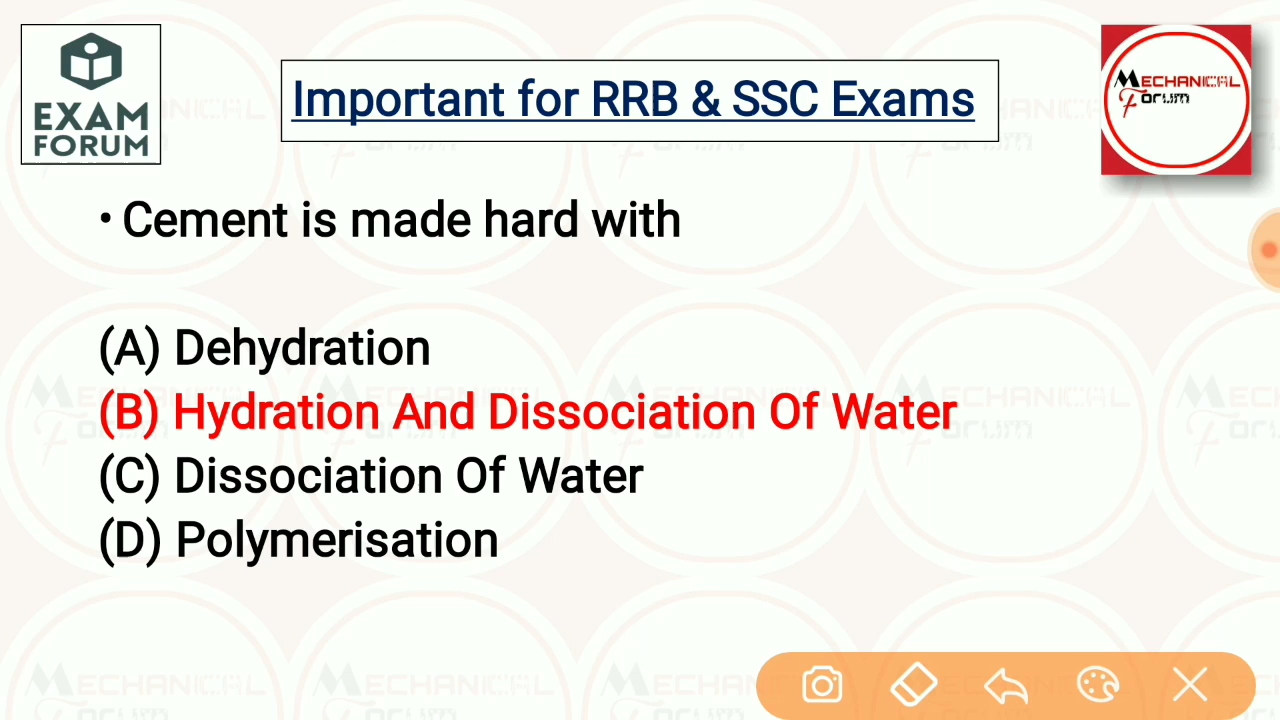 EXAM
FORUM
Important for RRB & SSC Exams
MECHANICAL
Forum
• Cement is made hard with
(A) Dehydration
(B) Hydration And Dissociation Of Water
(C) Dissociation Of Water
(D) Polymerisation